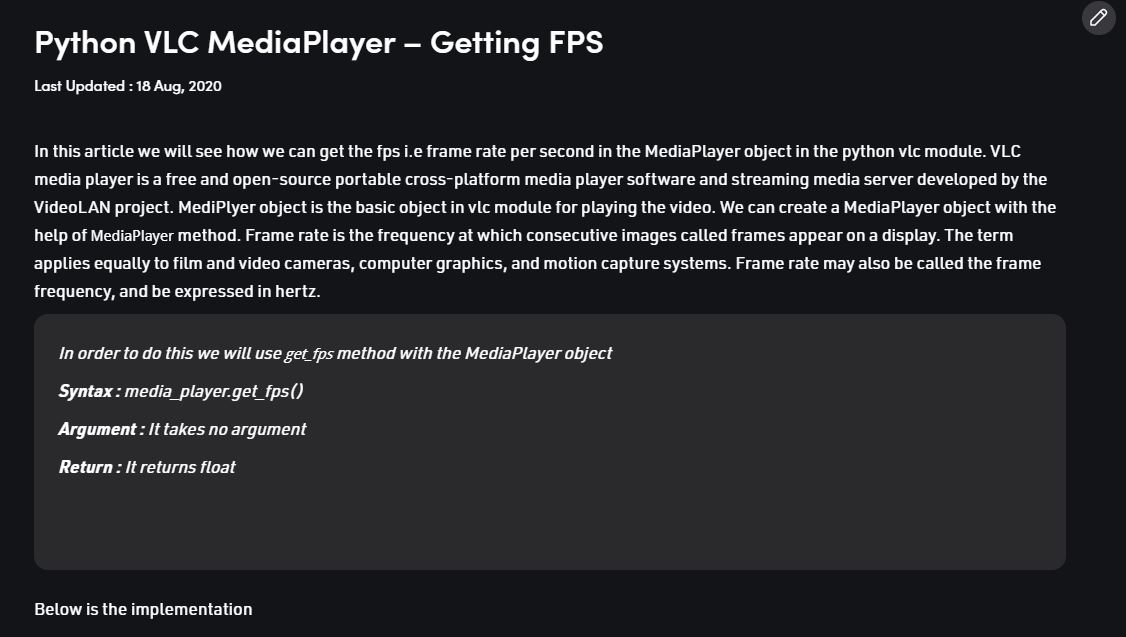 Python VLC MediaPlayer – Getting FPS
Last Updated : 18 Aug, 2020
In this article we will see how we can get the fps i.e frame rate per second in the MediaPlayer object in the python vlc module. VLC
media player is a free and open-source portable cross-platform media player software and streaming media server developed by the
VideoLAN project. MediPlyer object is the basic object in vlc module for playing the video. We can create a MediaPlayer object with the
help of MediaPlayer method. Frame rate is the frequency at which consecutive images called frames appear on a display. The term
applies equally to film and video cameras, computer graphics, and motion capture systems. Frame rate may also be called the frame
frequency, and be expressed in hertz.
In order to do this we will use get_fps method with the MediaPlayer object
Syntax : media_player.get_fps()
Argument : It takes no argument
Return : It returns float
Below is the implementation